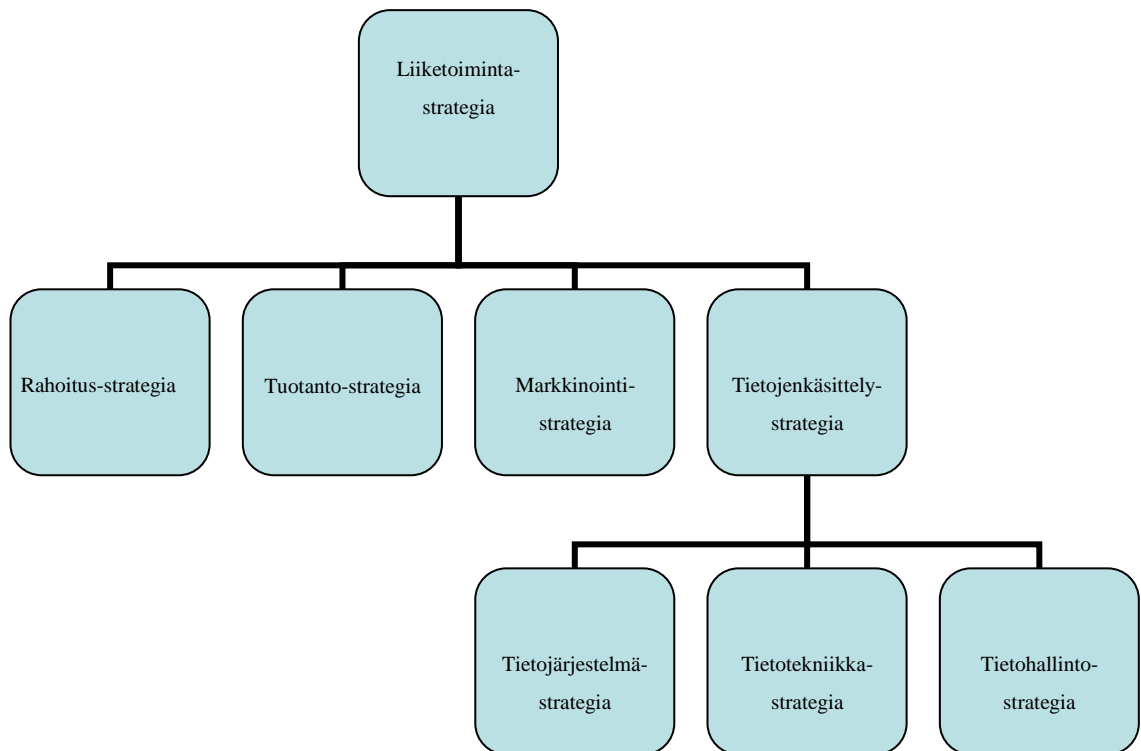 Liiketoiminta-
strategia
Rahoitus-strategia
Tuotanto-strategia
Markkinointi-
strategia
Tietojenkäsittely-
strategia
Tietojärjestelmä-
strategia
Tietotekniikka-
strategia
Tietohallinto-
strategia